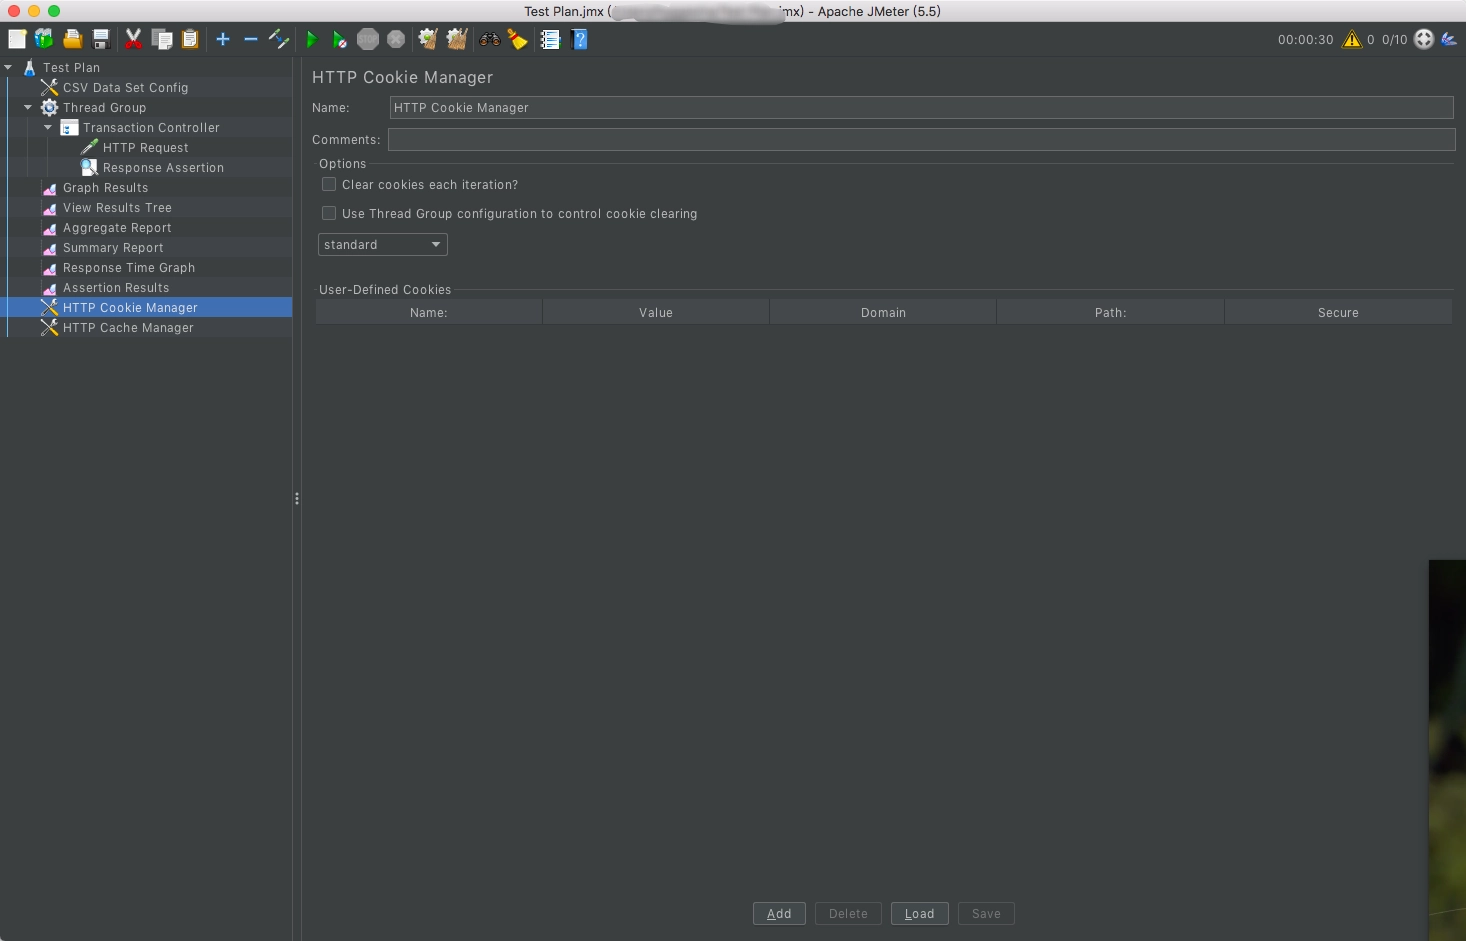 Test Plan.jmx ( jmx) - Apache JMeter (5.5)
STOP
00:00:30 0 0/10
Test Plan
CSV Data Set Config
Thread Group
Transaction Controller
HTTP Request
Response Assertion
Graph Results
View Results Tree
Aggregate Report
Summary Report
Response Time Graph
Assertion Results
HTTP Cookie Manager
HTTP Cache Manager
HTTP Cookie Manager
Name: HTTP Cookie Manager
Comments:
Options
Clear cookies each iteration?
Use Thread Group configuration to control cookie clearing
standard
User-Defined Cookies
Name: Value Domain Path: Secure
Add Delete Load Save